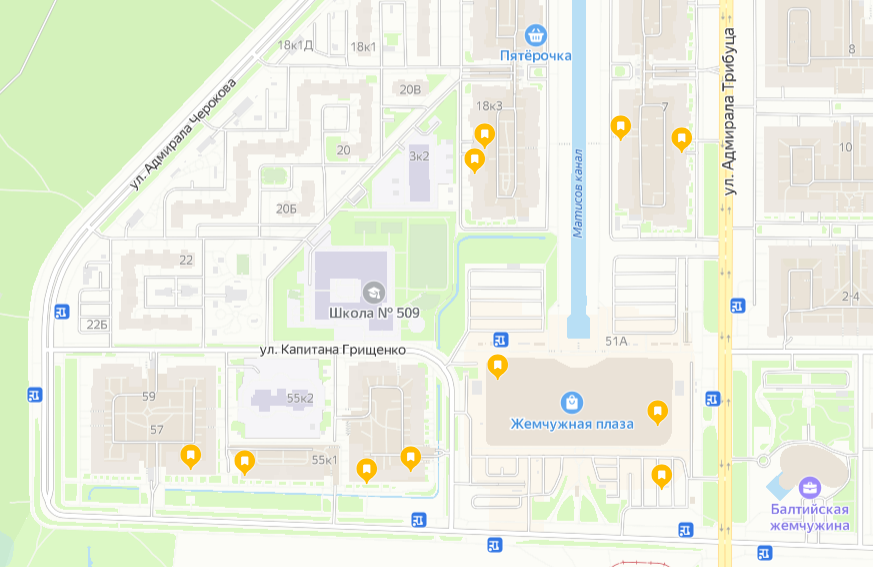 18к1Д
18к1
Пятёрочка
8
20В
18к3
7
ул. Адмирала Трибуца
ул. Адмирала Черокова
20
3к2
10
Матисов канал
20Б
22
2-4
22Б
Школа № 509
51А
ул. Капитана Грищенко
59
55к2
57
Жемчужная плаза
55к1
Балтийская
жемчужина